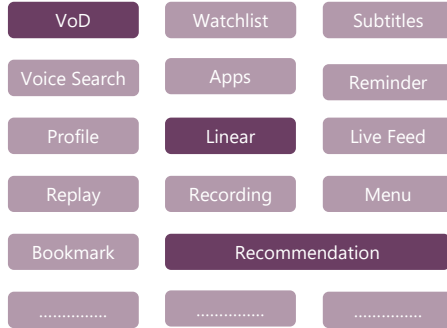 VoD Watchlist Subtitles
Voice Search Apps Reminder
Profile Linear Live Feed
Replay Recording Menu
Bookmark Recommendation
.............. .............. ..............